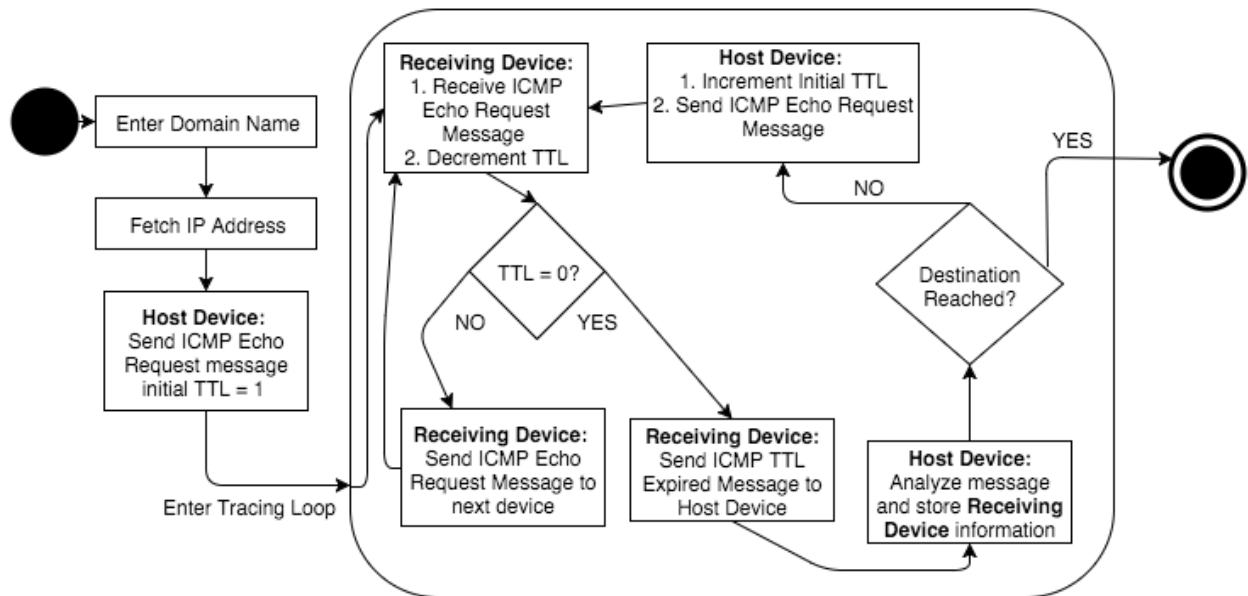 Enter Domain Name
Fetch IP Address
Host Device:
Send ICMP Echo
Request message
initial TTL = 1
Enter Tracing Loop
Receiving Device:
1. Receive ICMP
Echo Request
Message
2. Decrement TTL
TTL = 0?
NO
YES
Receiving Device:
Send ICMP Echo
Request Message to
next device
Receiving Device:
Send ICMP TTL
Expired Message to
Host Device
Host Device:
Analyze message
and store Receiving
Device information
Destination
Reached?
NO
YES
Host Device:
1. Increment Initial TTL
2. Send ICMP Echo Request
Message